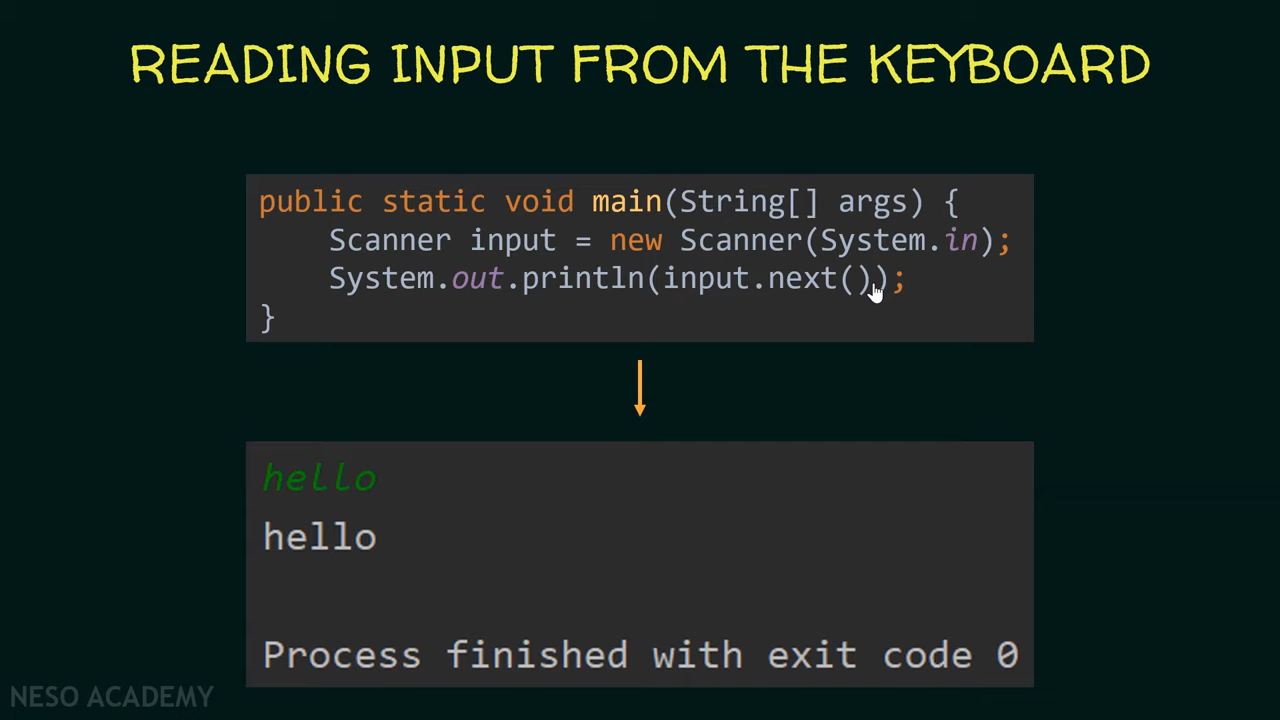 READING INPUT FROM THE KEYBOARD
public static void main(String[] args) {
    Scanner input = new Scanner(System.in);
    System.out.println(input.next());
}
hello
hello
Process finished with exit code 0
NESO ACADEMY